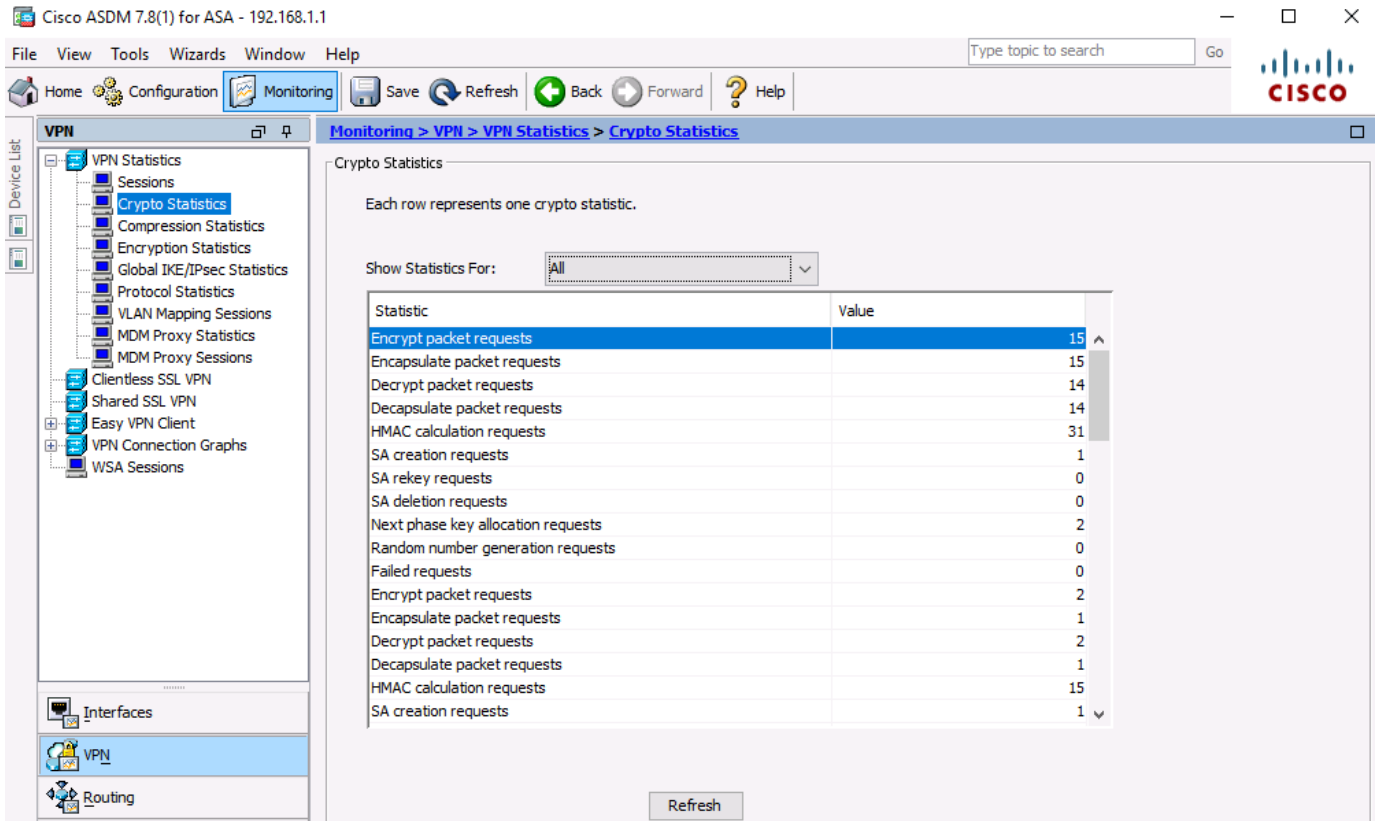 Cisco ASDM 7.8(1) for ASA - 192.168.1.1
File View Tools Wizards Window Help
Type topic to search Go
Home Configuration Monitoring Save Refresh Back Forward Help
CISCO
Device List
VPN
VPN Statistics
Sessions
Crypto Statistics
Compression Statistics
Encryption Statistics
Global IKE/IPsec Statistics
Protocol Statistics
VLAN Mapping Sessions
MDM Proxy Statistics
MDM Proxy Sessions
Clientless SSL VPN
Shared SSL VPN
Easy VPN Client
VPN Connection Graphs
WSA Sessions
Interfaces
VPN
Routing
Monitoring > VPN > VPN Statistics > Crypto Statistics
Crypto Statistics
Each row represents one crypto statistic.
Show Statistics For: All
Statistic Value
Encrypt packet requests 15
Encapsulate packet requests 15
Decrypt packet requests 14
Decapsulate packet requests 14
HMAC calculation requests 31
SA creation requests 1
SA rekey requests 0
SA deletion requests 0
Next phase key allocation requests 2
Random number generation requests 0
Failed requests 0
Encrypt packet requests 2
Encapsulate packet requests 1
Decrypt packet requests 2
Decapsulate packet requests 1
HMAC calculation requests 15
SA creation requests 1
Refresh